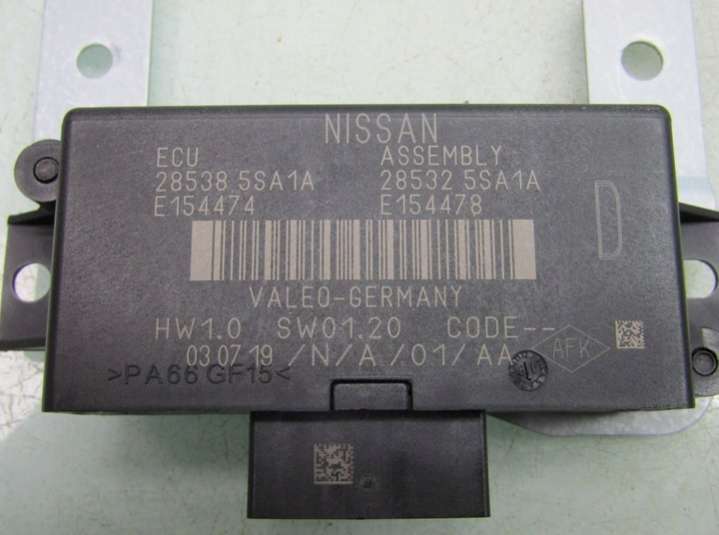 NISSAN
ECU ASSEMBLY
28538 5SA1A 28532 5SA1A
E154474 E154478
D
VALEO-GERMANY
HW1.0 SW01.20 CODE--
03.07.19 /N/A/01/AA
AFK
>PA66 GF15<